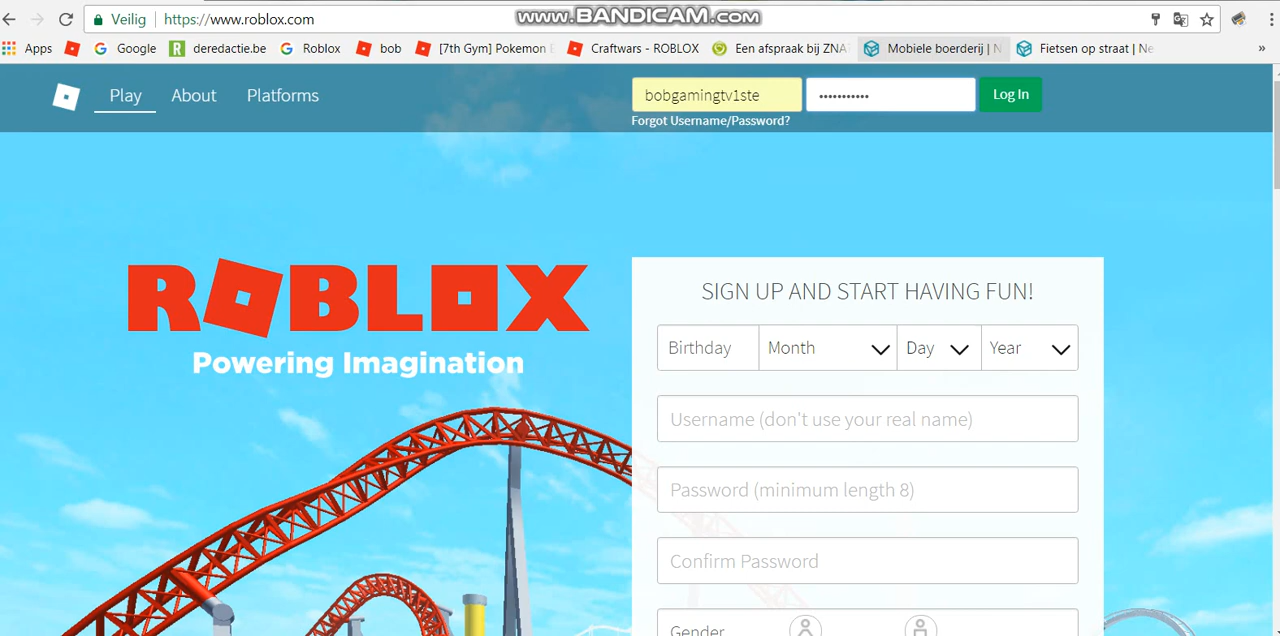 www.BANDICAM.com
Veilig https://www.roblox.com
Apps Google deredactie.be Roblox bob [7th Gym] Pokemon Craftwars - ROBLOX Een afspraak bij ZNA Mobiele boerderij | N Fietsen op straat | Ne »
Play About Platforms bobgamingtv1ste ••••••••••• Log In
Forgot Username/Password?
ROBLOX
Powering Imagination
SIGN UP AND START HAVING FUN!
Birthday Month Day Year
Username (don't use your real name)
Password (minimum length 8)
Confirm Password
Gender